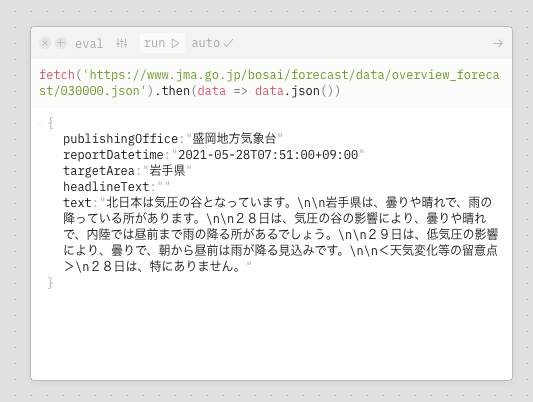 eval run auto
fetch('https://www.jma.go.jp/bosai/forecast/data/overview_foreca
st/030000.json').then(data => data.json())
{
publishingOffice:"盛岡地方気象台"
reportDatetime:"2021-05-28T07:51:00+09:00"
targetArea:"岩手県"
headlineText:""
text:"北日本は気圧の谷となっています。\n\n岩手県は、曇りや晴れで、雨の
降っている所があります。\n\n２８日は、気圧の谷の影響により、曇りや晴れ
で、内陸では昼前まで雨の降る所があるでしょう。\n\n２９日は、低気圧の影響
により、曇りで、朝から昼前は雨が降る見込みです。\n\n＜天気変化等の留意点
＞\n２８日は、特にありません。"
}